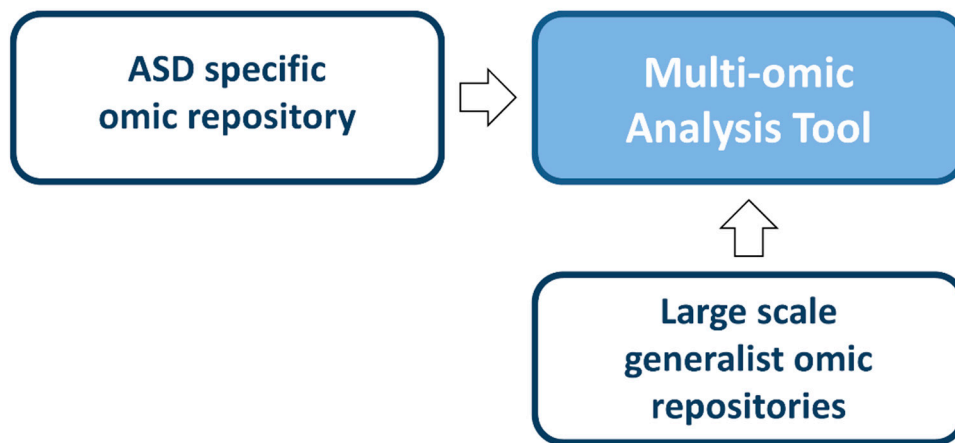 ASD specific
omic repository
Multi-omic
Analysis Tool
Large scale
generalist omic
repositories